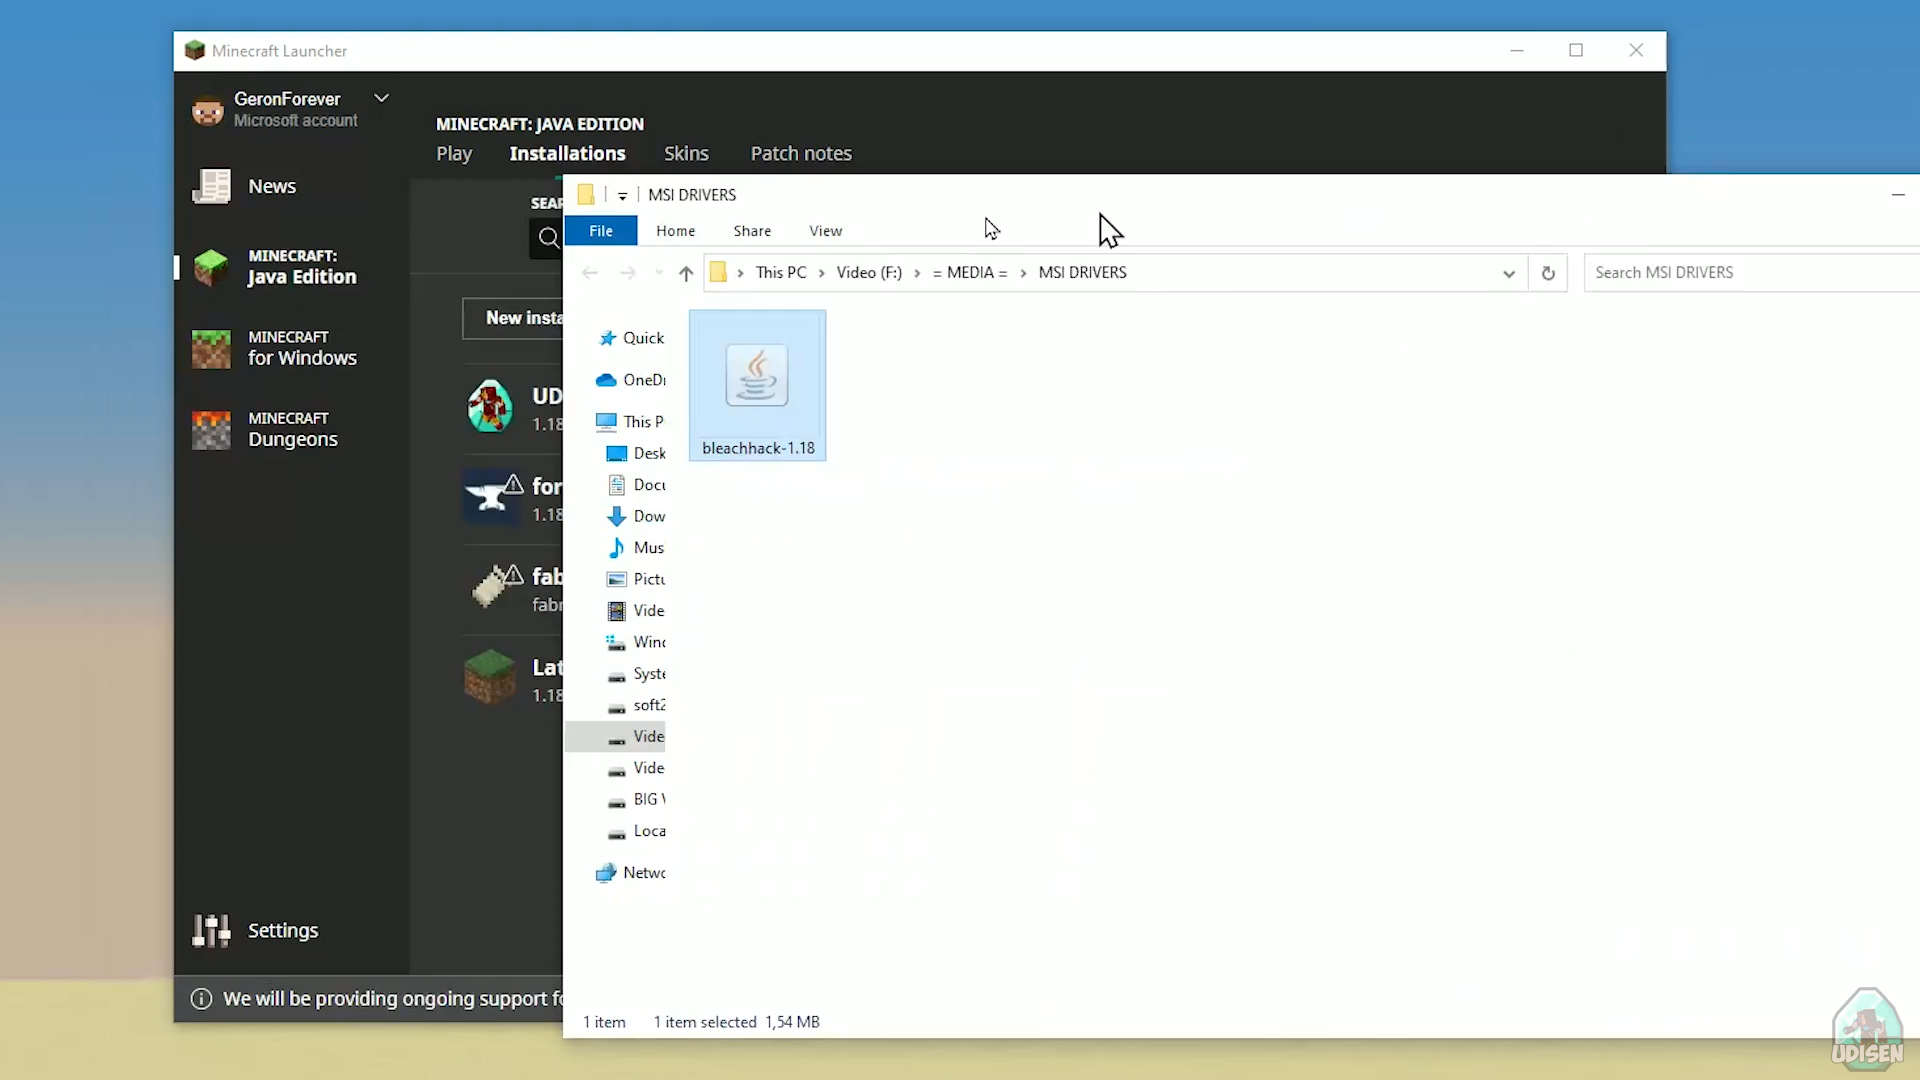 Minecraft Launcher
GeronForever
Microsoft account
News
MINECRAFT:
Java Edition
MINECRAFT
for Windows
MINECRAFT
Dungeons
Settings
MINECRAFT: JAVA EDITION
Play Installations Skins Patch notes
SEAR
New insta
UD
1.18
for
1.18
fab
fabr
Lat
1.18
We will be providing ongoing support fo
MSI DRIVERS
File Home Share View
This PC Video (F:) = MEDIA = MSI DRIVERS
Search MSI DRIVERS
Quick
OneDr
This P
Desk
Docu
Dow
Musi
Pictu
Vide
Wind
Syste
soft2
Vide
Vide
BIG V
Loca
Netwo
bleachhack-1.18
1 item 1 item selected 1,54 MB
UDISEN